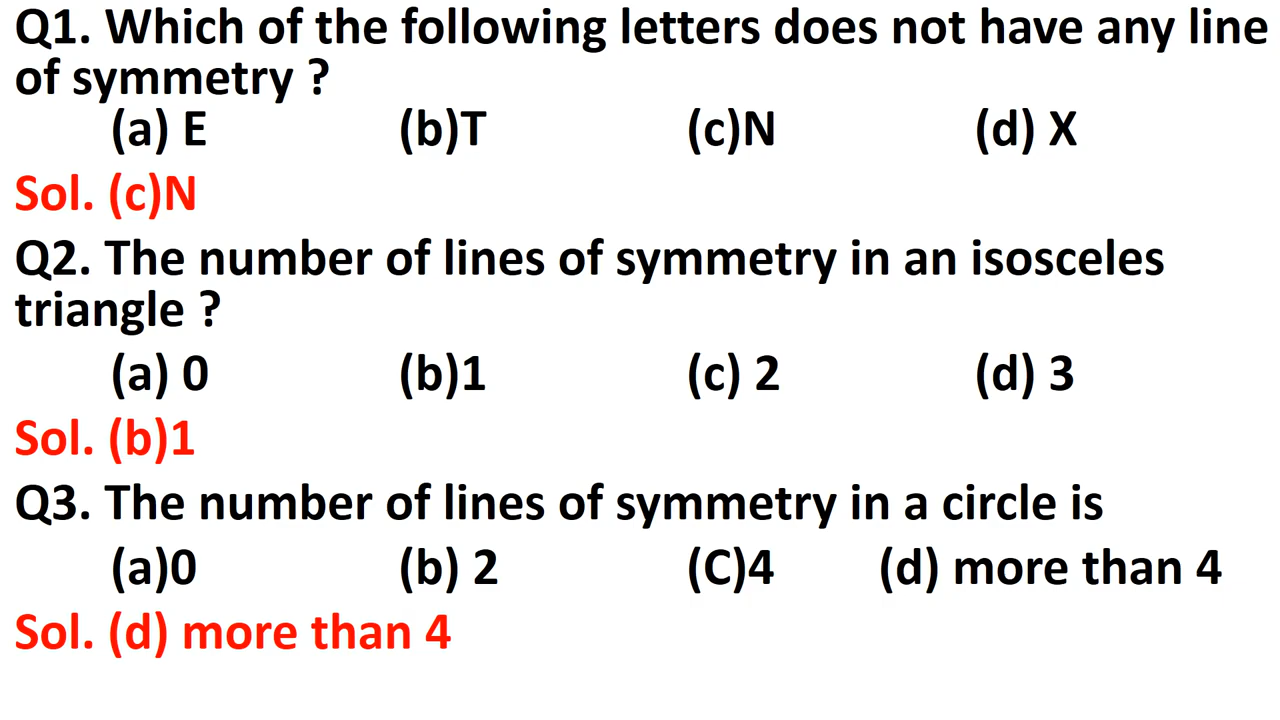 Q1. Which of the following letters does not have any line
of symmetry ?
(a) E (b)T (c)N (d) X
Sol. (c)N
Q2. The number of lines of symmetry in an isosceles
triangle ?
(a) 0 (b)1 (c) 2 (d) 3
Sol. (b)1
Q3. The number of lines of symmetry in a circle is
(a)0 (b) 2 (C)4 (d) more than 4
Sol. (d) more than 4